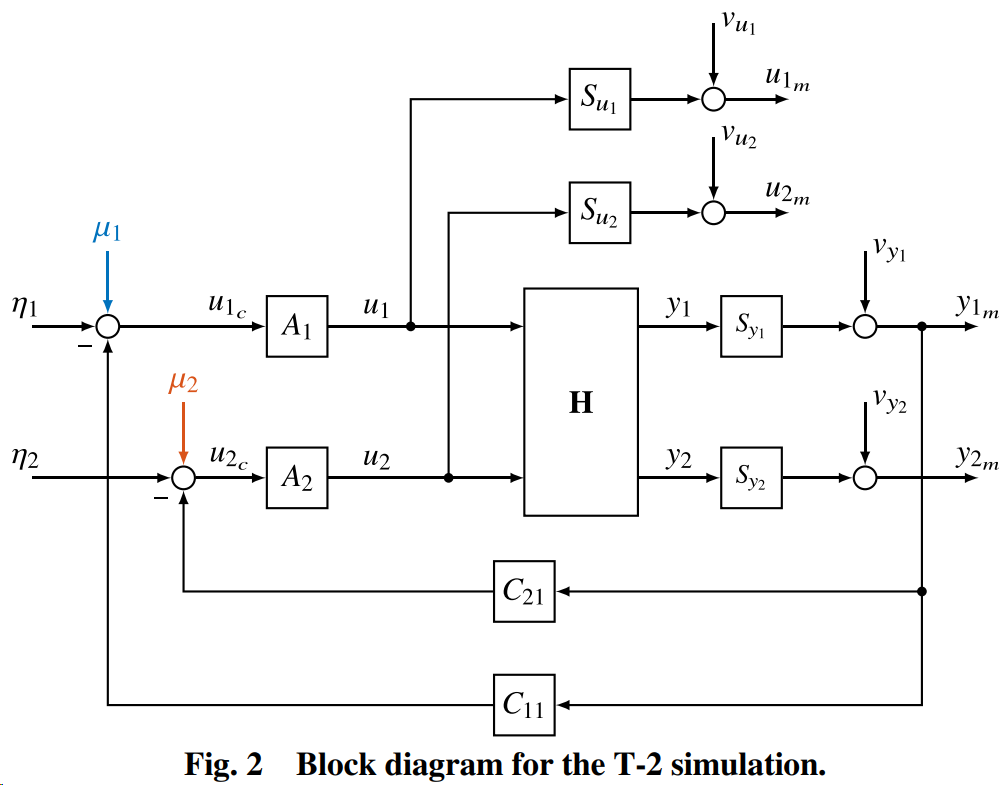 v_{u_1}
S_{u_1}
u_{1_m}
v_{u_2}
S_{u_2}
u_{2_m}
μ_1
v_{y_1}
η_1
−
u_{1_c}
A_1
u_1
H
y_1
S_{y_1}
y_{1_m}
μ_2
v_{y_2}
η_2
−
u_{2_c}
A_2
u_2
y_2
S_{y_2}
y_{2_m}
C_{21}
C_{11}
Fig. 2 Block diagram for the T-2 simulation.